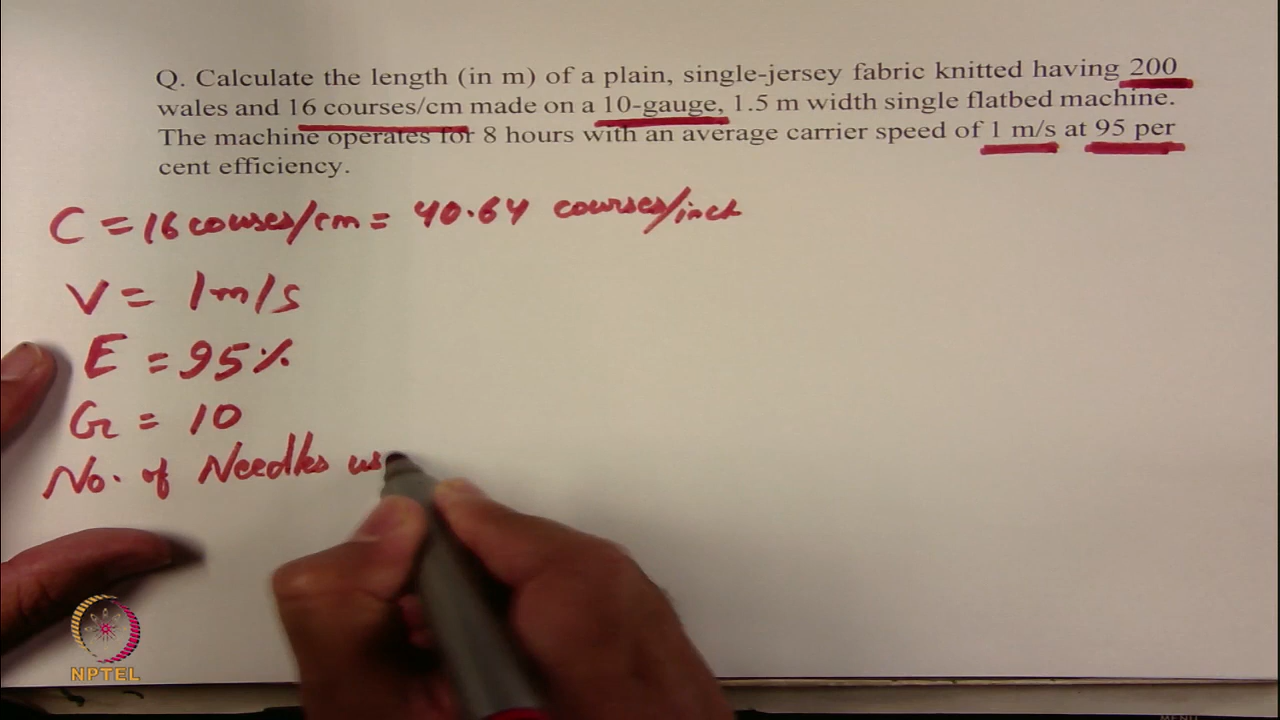 Q. Calculate the length (in m) of a plain, single-jersey fabric knitted having 200
wales and 16 courses/cm made on a 10-gauge, 1.5 m width single flatbed machine.
The machine operates for 8 hours with an average carrier speed of 1 m/s at 95 per
cent efficiency.
C = 16 couses/cm = 40.64 courses/inch
V = 1m/s
E = 95%
G = 10
No. of Needles us
NPTEL